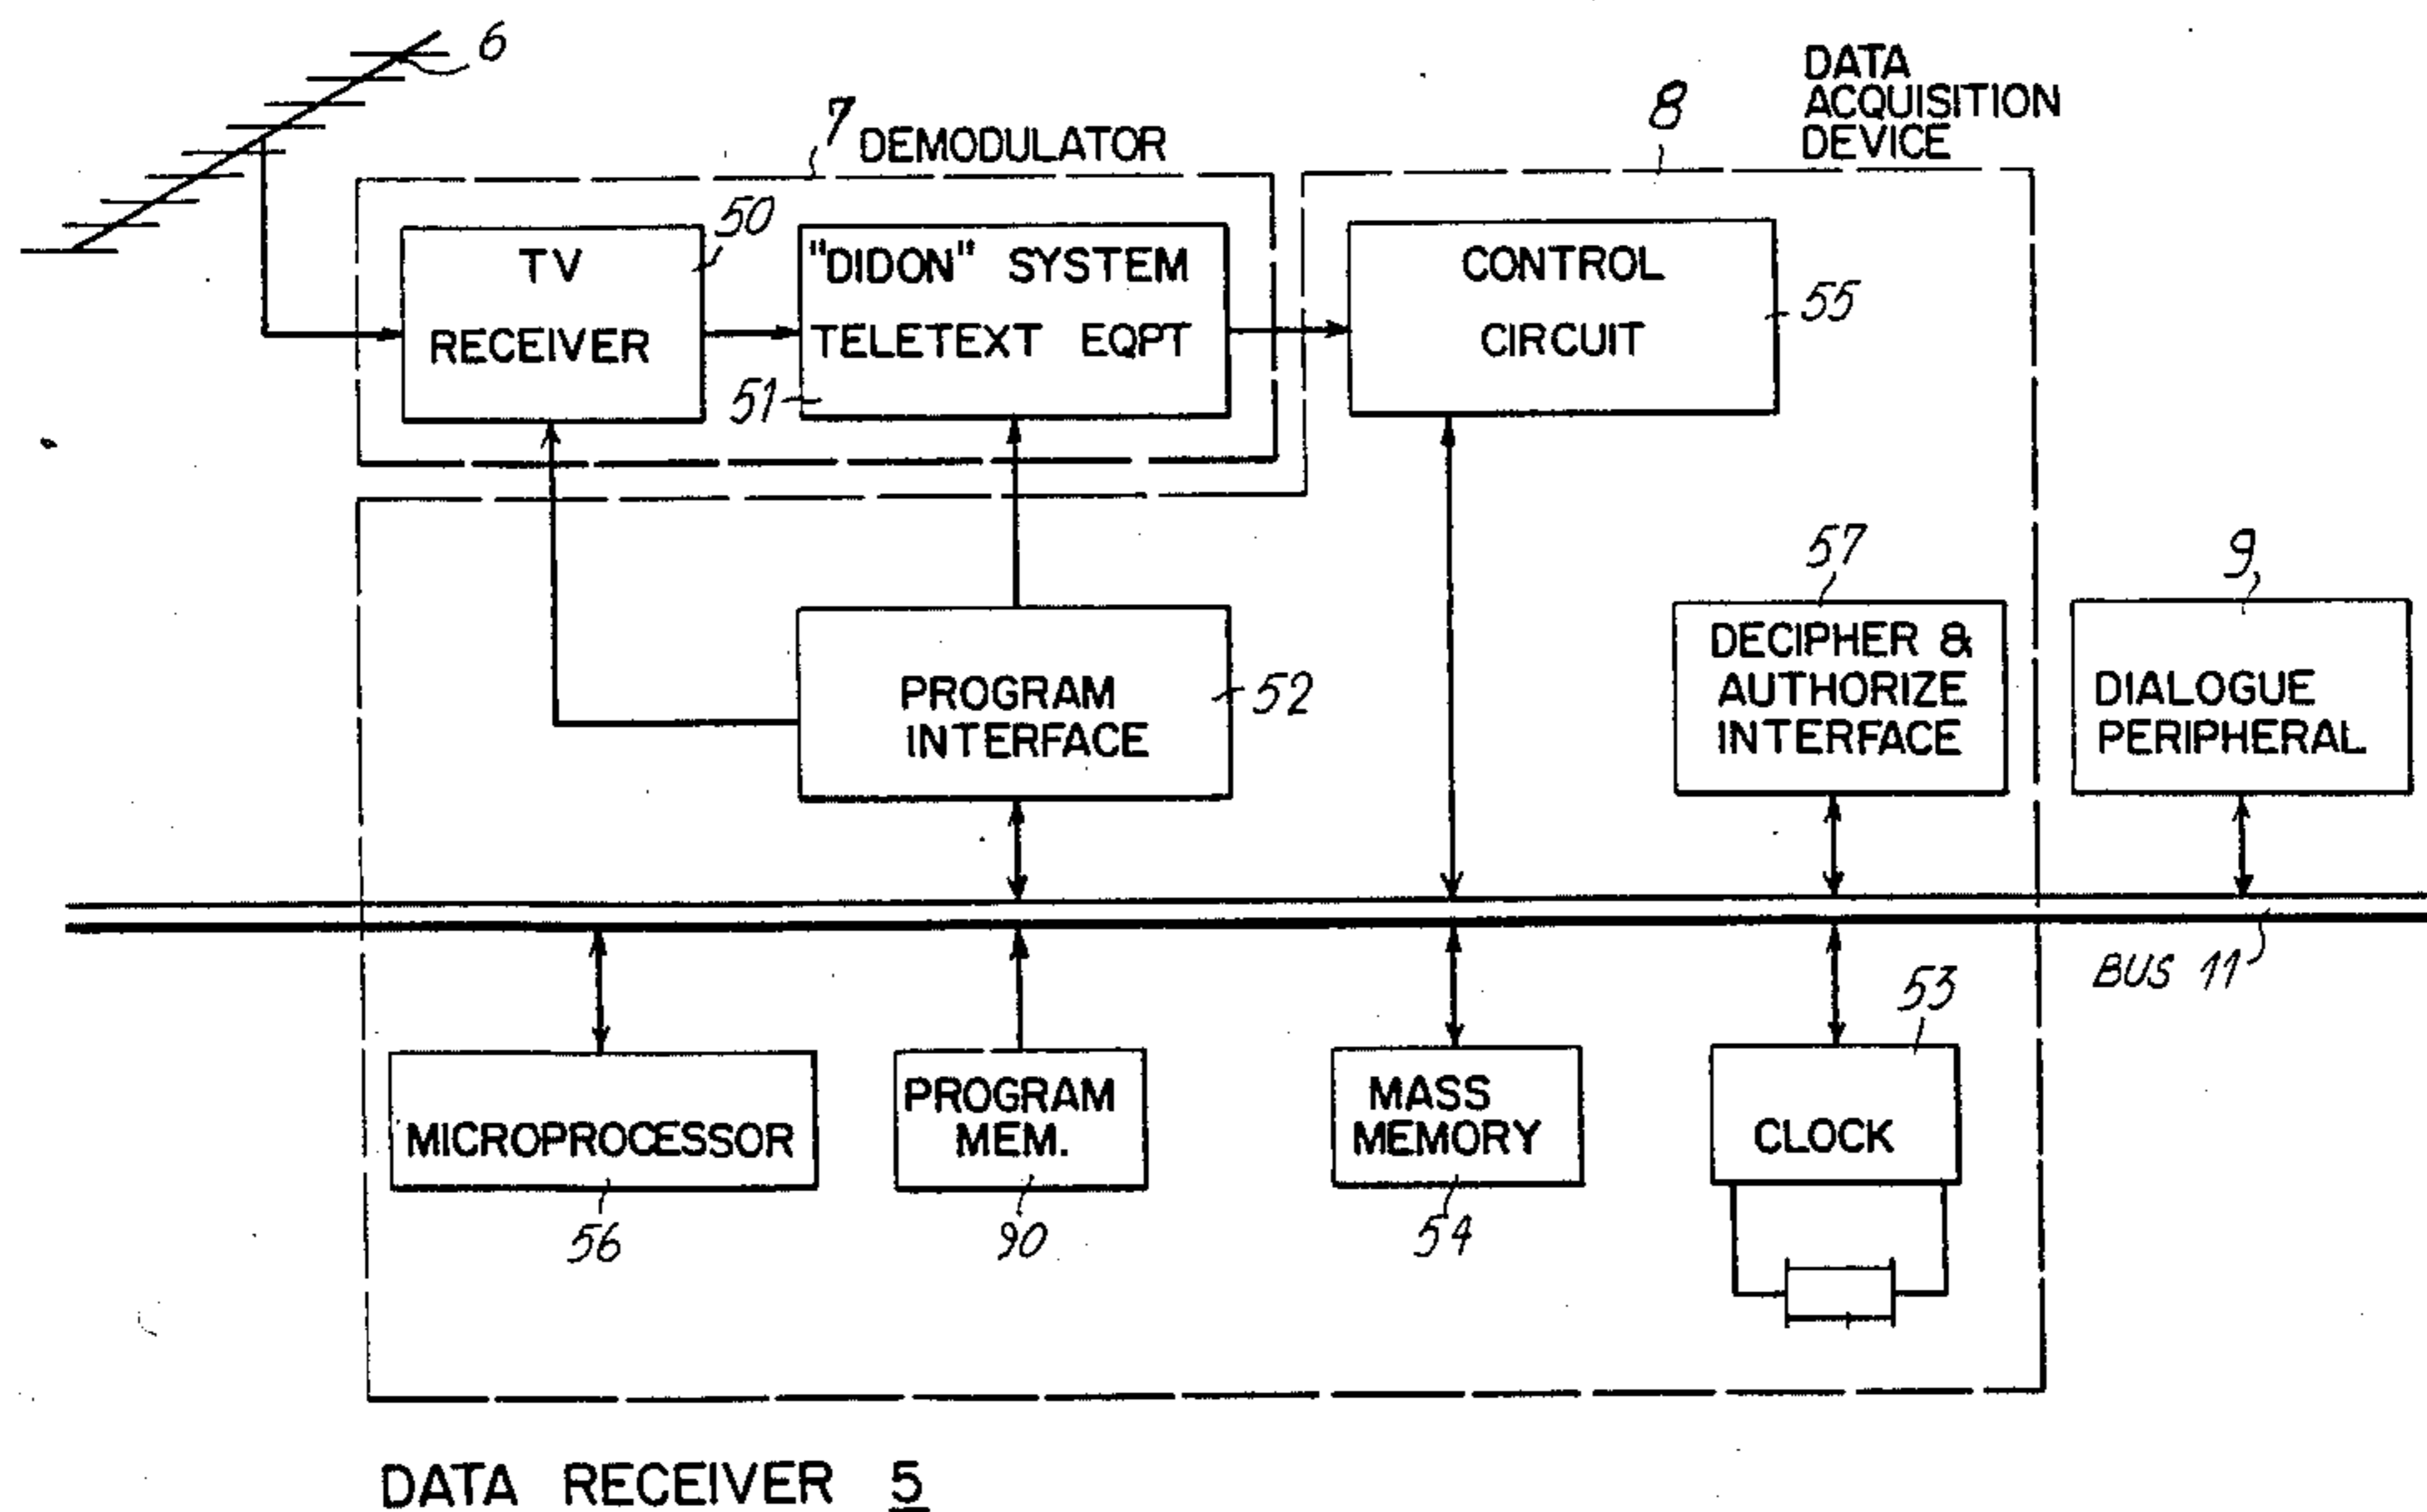 6
7 DEMODULATOR
8
DATA
ACQUISITION
DEVICE
50
TV
RECEIVER
"DIDON" SYSTEM
TELETEXT EQPT
51
CONTROL
CIRCUIT
55
PROGRAM
INTERFACE
52
57
DECIPHER &
AUTHORIZE
INTERFACE
9
DIALOGUE
PERIPHERAL
BUS 11
MICROPROCESSOR
56
PROGRAM
MEM.
90
MASS
MEMORY
54
53
CLOCK
DATA RECEIVER 5